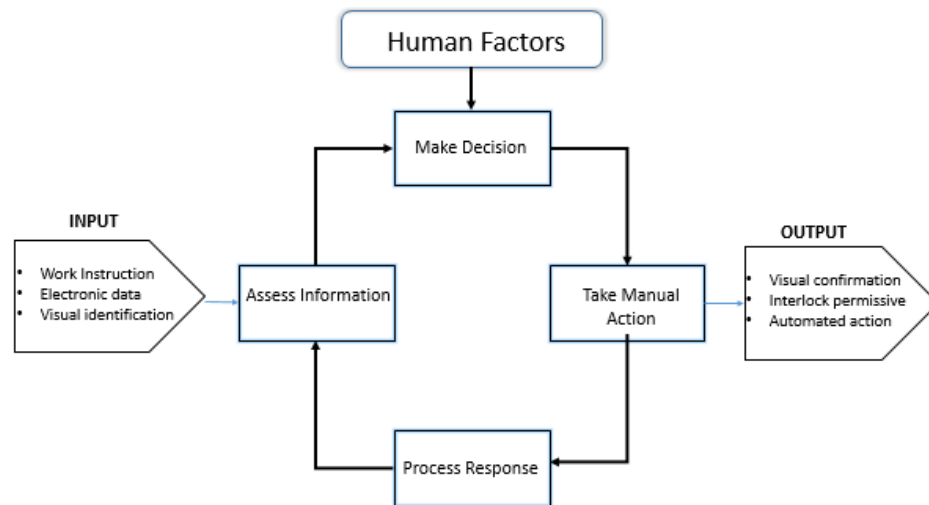 Human Factors
Make Decision
INPUT
• Work Instruction
• Electronic data
• Visual identification
Assess Information
Take Manual
Action
OUTPUT
• Visual confirmation
• Interlock permissive
• Automated action
Process Response